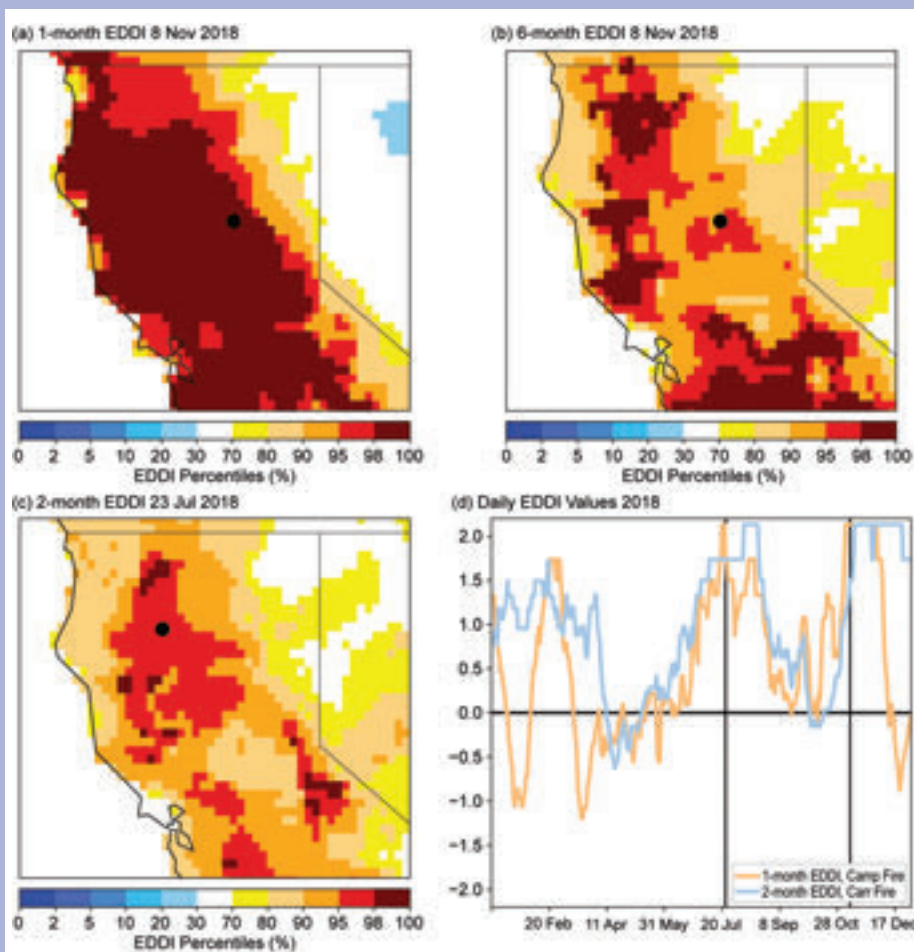 (a) 1-month EDDI 8 Nov 2018
(b) 6-month EDDI 8 Nov 2018
0 2 5 10 20 30 70 80 90 95 98 100
EDDI Percentiles (%)
0 2 5 10 20 30 70 80 90 95 98 100
EDDI Percentiles (%)
(c) 2-month EDDI 23 Jul 2018
(d) Daily EDDI Values 2018
2.0
1.5
1.0
0.5
0.0
−0.5
−1.0
−1.5
−2.0
1-month EDDI, Camp Fire
2-month EDDI, Carr Fire
20 Feb 11 Apr 31 May 20 Jul 8 Sep 28 Oct 17 Dec
0 2 5 10 20 30 70 80 90 95 98 100
EDDI Percentiles (%)